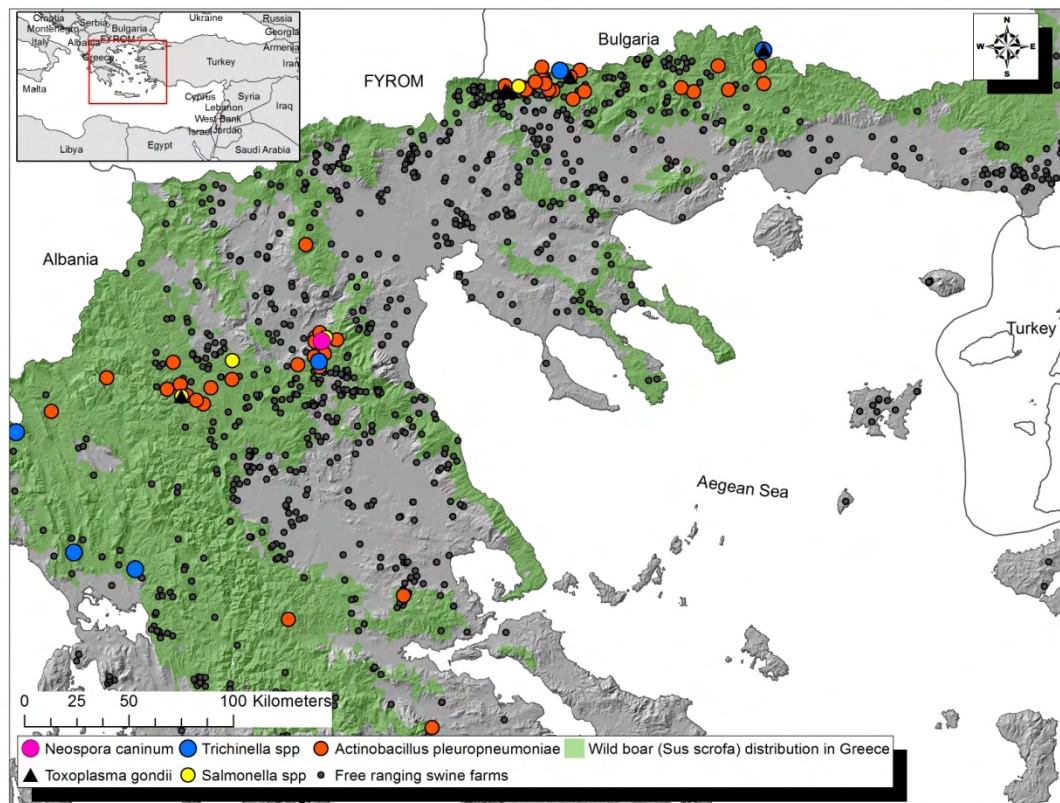 Croatia
Montenegro
Serbia
Bulgaria
Ukraine
Russia
Georgia
Italy
Albania
FYROM
Armenia
Greece
Turkey
Iran
Malta
Cyprus
Syria
Lebanon
Iraq
West Bank
Israel
Jordan
Libya
Egypt
Saudi Arabia
Bulgaria
FYROM
N
W
E
S
Albania
Turkey
Aegean Sea
0 25 50 100 Kilometers
Neospora caninum Trichinella spp Actinobacillus pleuropneumoniae Wild boar (Sus scrofa) distribution in Greece
Toxoplasma gondii Salmonella spp Free ranging swine farms